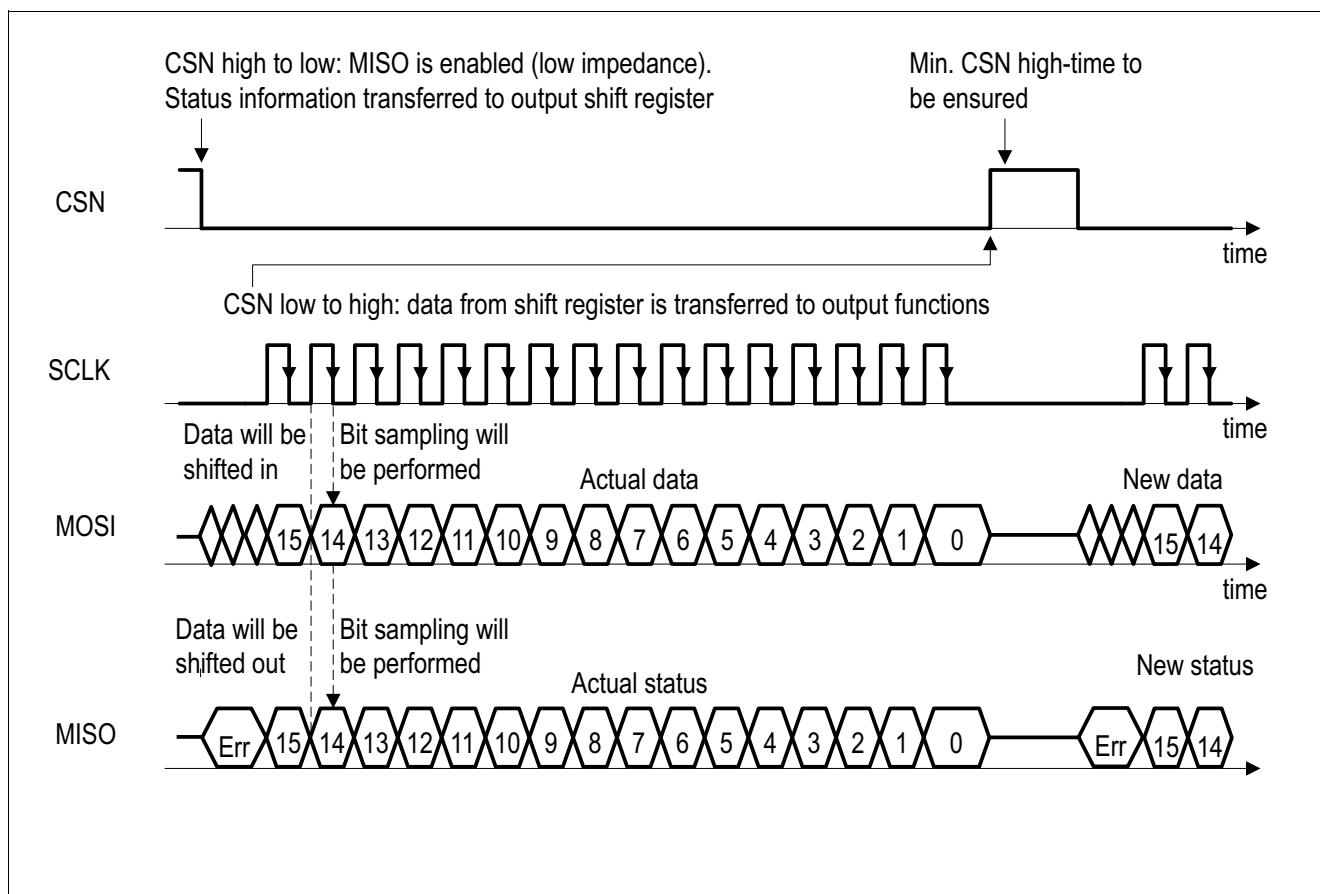 CSN high to low: MISO is enabled (low impedance).
Status information transferred to output shift register
Min. CSN high-time to
be ensured
CSN
time
CSN low to high: data from shift register is transferred to output functions
SCLK
time
Data will be
shifted in
Bit sampling will
be performed
Actual data
New data
MOSI
15 14 13 12 11 10 9 8 7 6 5 4 3 2 1 0
15 14
time
Data will be
shifted out
Bit sampling will
be performed
Actual status
New status
MISO
Err 15 14 13 12 11 10 9 8 7 6 5 4 3 2 1 0
Err 15 14